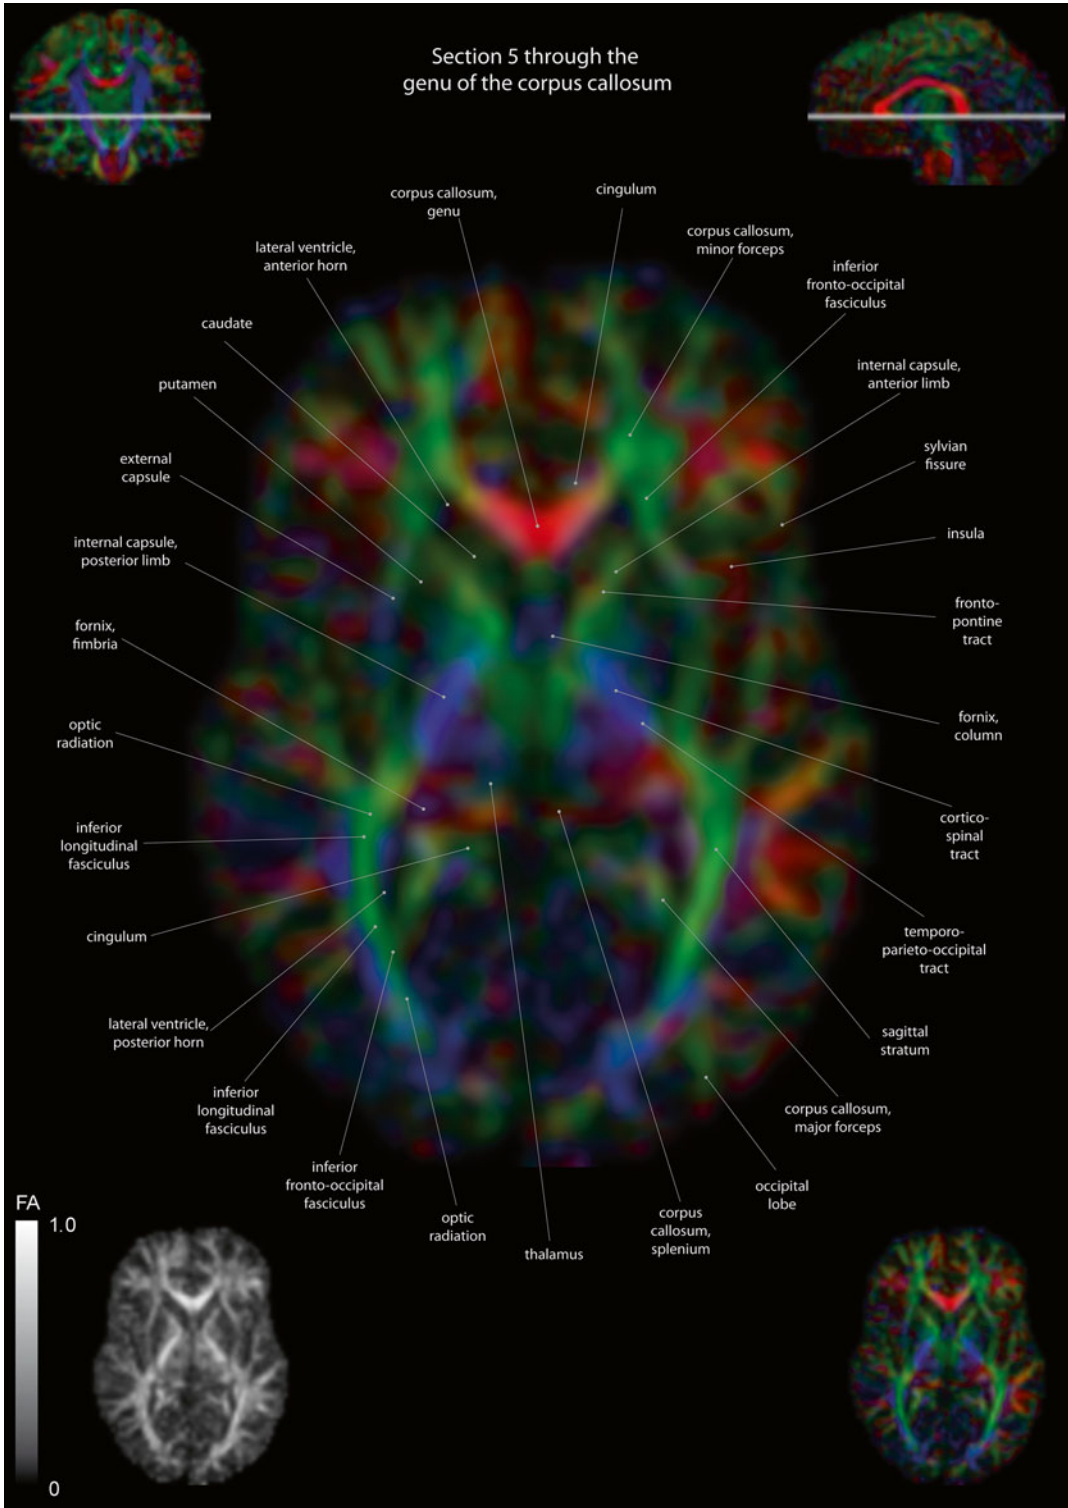 Section 5 through the
genu of the corpus callosum
corpus callosum,
genu
cingulum
corpus callosum,
minor forceps
lateral ventricle,
anterior horn
inferior
fronto-occipital
fasciculus
caudate
internal capsule,
anterior limb
putamen
external
capsule
sylvian
fissure
internal capsule,
posterior limb
insula
fornix,
fimbria
fronto-
pontine
tract
optic
radiation
fornix,
column
inferior
longitudinal
fasciculus
cortico-
spinal
tract
cingulum
temporo-
parieto-occipital
tract
lateral ventricle,
posterior horn
sagittal
stratum
inferior
longitudinal
fasciculus
corpus callosum,
major forceps
inferior
fronto-occipital
fasciculus
occipital
lobe
optic
radiation
thalamus
corpus
callosum,
splenium
FA
1.0
0